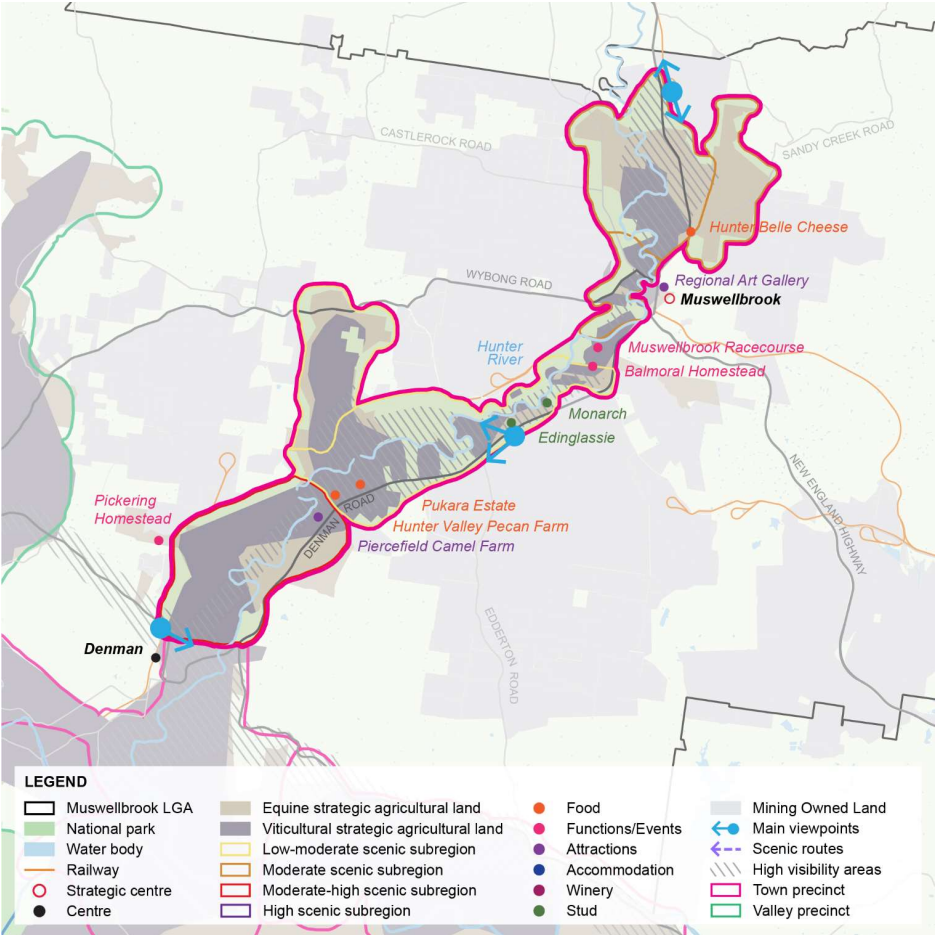 CASTLEROCK ROAD
SANDY CREEK ROAD
Hunter Belle Cheese
WYBONG ROAD
Regional Art Gallery
Muswellbrook
Hunter
River
Muswellbrook Racecourse
Balmoral Homestead
Monarch
Edinglassie
NEW ENGLAND HIGHWAY
Pickering
Homestead
Pukara Estate
DENMAN ROAD
Hunter Valley Pecan Farm
Piercefield Camel Farm
EDDERTON ROAD
Denman
LEGEND
Muswellbrook LGA
National park
Water body
Railway
Strategic centre
Centre
Equine strategic agricultural land
Viticultural strategic agricultural land
Low-moderate scenic subregion
Moderate scenic subregion
Moderate-high scenic subregion
High scenic subregion
Food
Functions/Events
Attractions
Accommodation
Winery
Stud
Mining Owned Land
Main viewpoints
Scenic routes
High visibility areas
Town precinct
Valley precinct